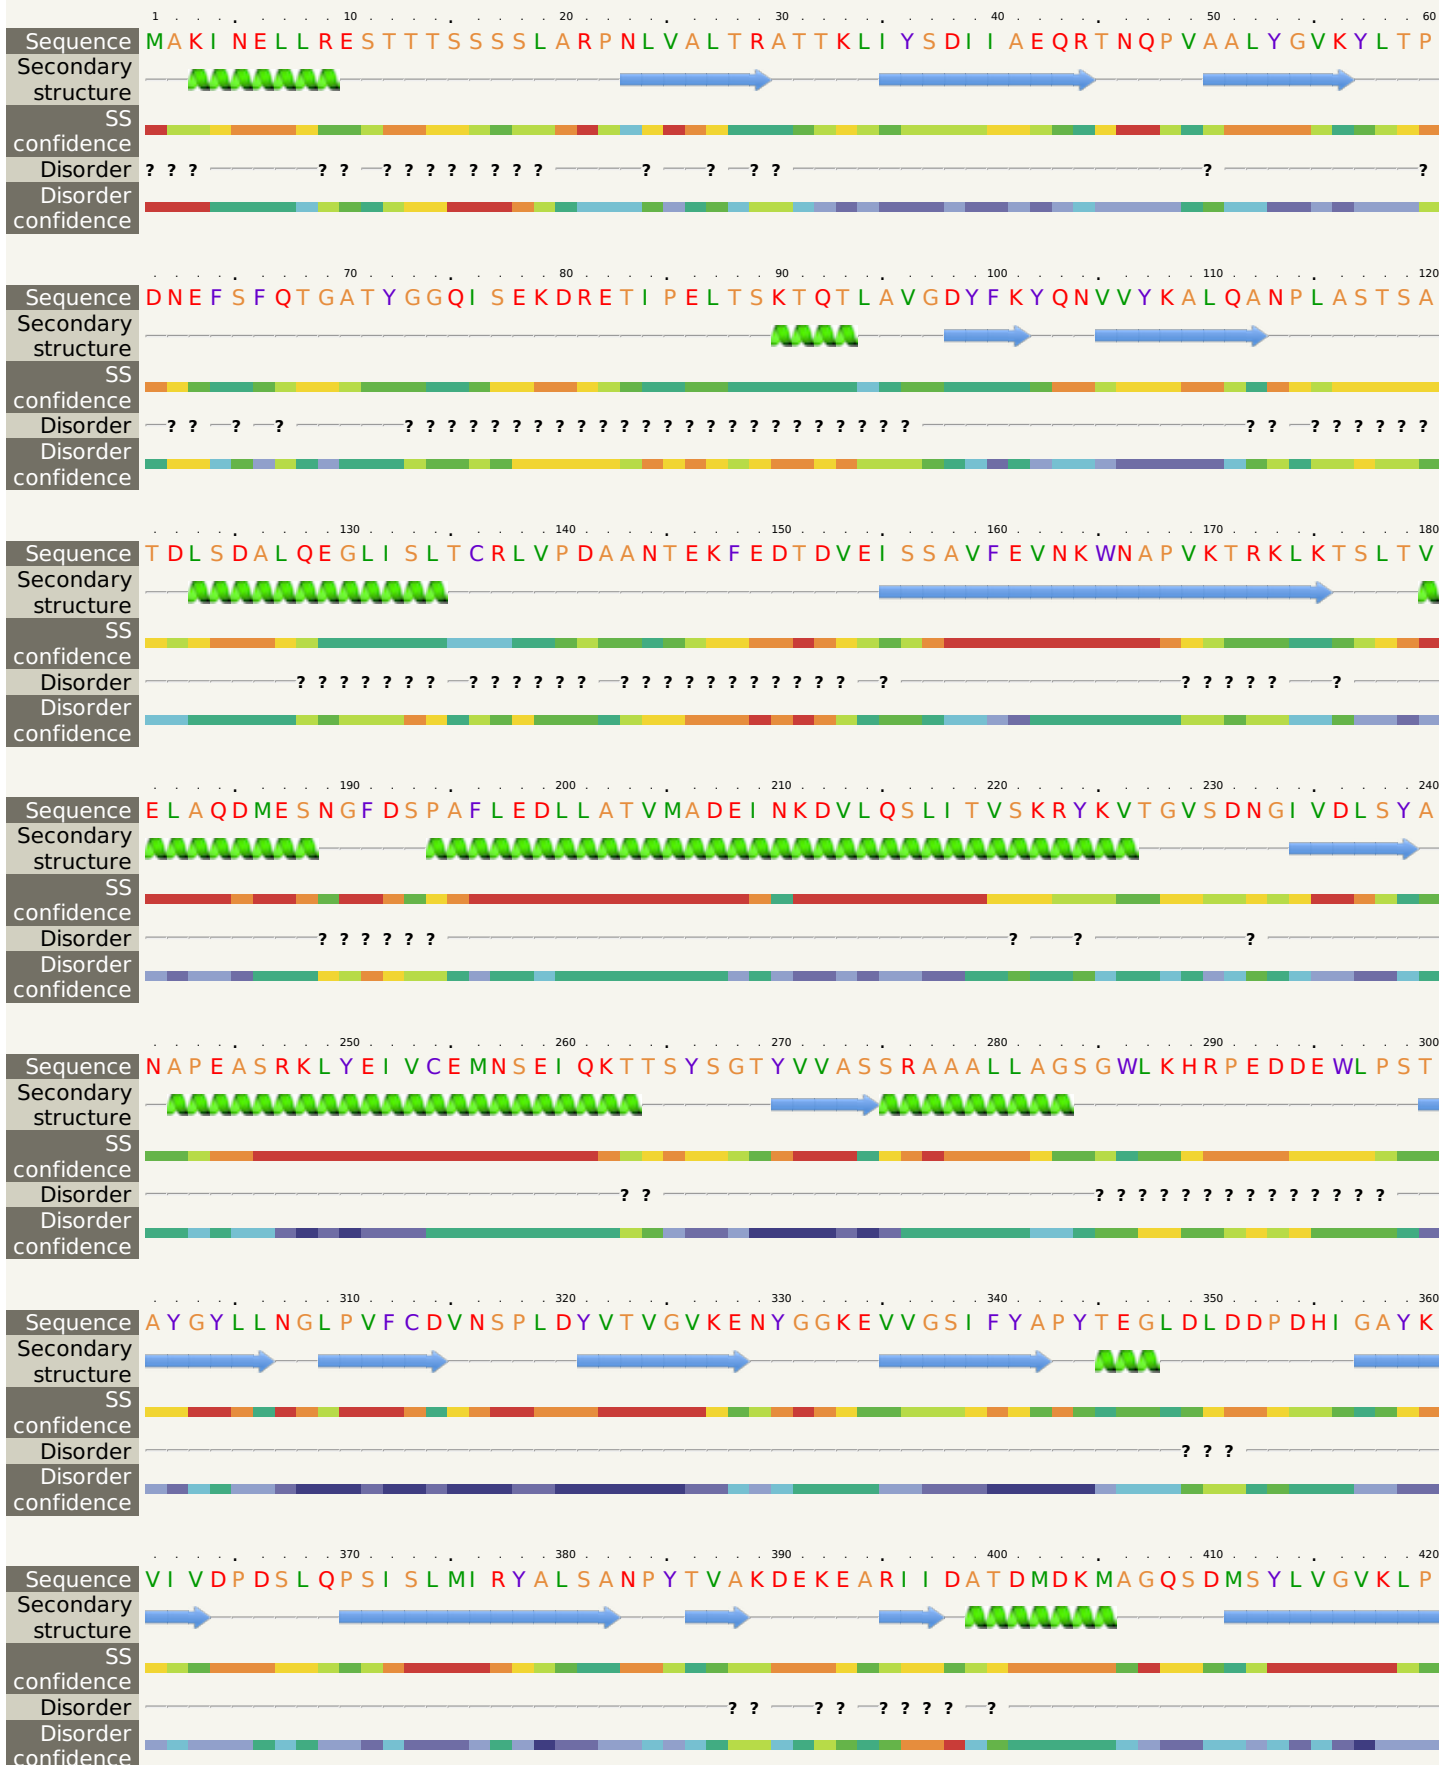 1 10 20 30 40 50 60
Sequence MAKINELLRESTTTSSSSLARPNLVALTRATTKLIYSDIIAEQRTNQPVAALYGVKYLTP
Secondary
structure
SS
confidence
Disorder ??? ?? ???????? ? ? ?? ? ?
Disorder
confidence
70 80 90 100 110 120
Sequence DNEFSFQTGATYGGQISEKDRETIPELTSKTQTLAVGDYFKYQNVVYKALQANPLASTSA
Secondary
structure
SS
confidence
Disorder ?? ? ? ???????????????????????? ?? ??????
Disorder
confidence
130 140 150 160 170 180
Sequence TDLSDALQEGLISLTCRLVPDAANTEKFEDTDVEISSAVFEVNKWNAPVKTRKLKTSLTV
Secondary
structure
SS
confidence
Disorder ??????? ?????? ??????????? ? ????? ?
Disorder
confidence
190 200 210 220 230 240
Sequence ELAQDMESNGFDSPAFLEDLLATVMADEINKDVLQSLITVSKRYKVTGVSDNGIVDLSYA
Secondary
structure
SS
confidence
Disorder ?????? ? ? ?
Disorder
confidence
250 260 270 280 290 300
Sequence NAPEASRKLYEIVCEMNSEIQKTTSYSGTYVVASSRAAALLAGSGWLKHRPEDDEWLPST
Secondary
structure
SS
confidence
Disorder ?? ??????????????
Disorder
confidence
310 320 330 340 350 360
Sequence AYGYLLNGLPVFCDVNSPLDYVTVGVKENYGGKEVVGSIFYAPYTEGLDLDDPDHIGAYK
Secondary
structure
SS
confidence
Disorder ???
Disorder
confidence
370 380 390 400 410 420
Sequence VIVDPDSLQPSISLMIRYALSANPYTVAKDEKEARIIDATDMDKMAGQSDMSYLVGVKLP
Secondary
structure
SS
confidence
Disorder ?? ?? ???? ?
Disorder
confidence